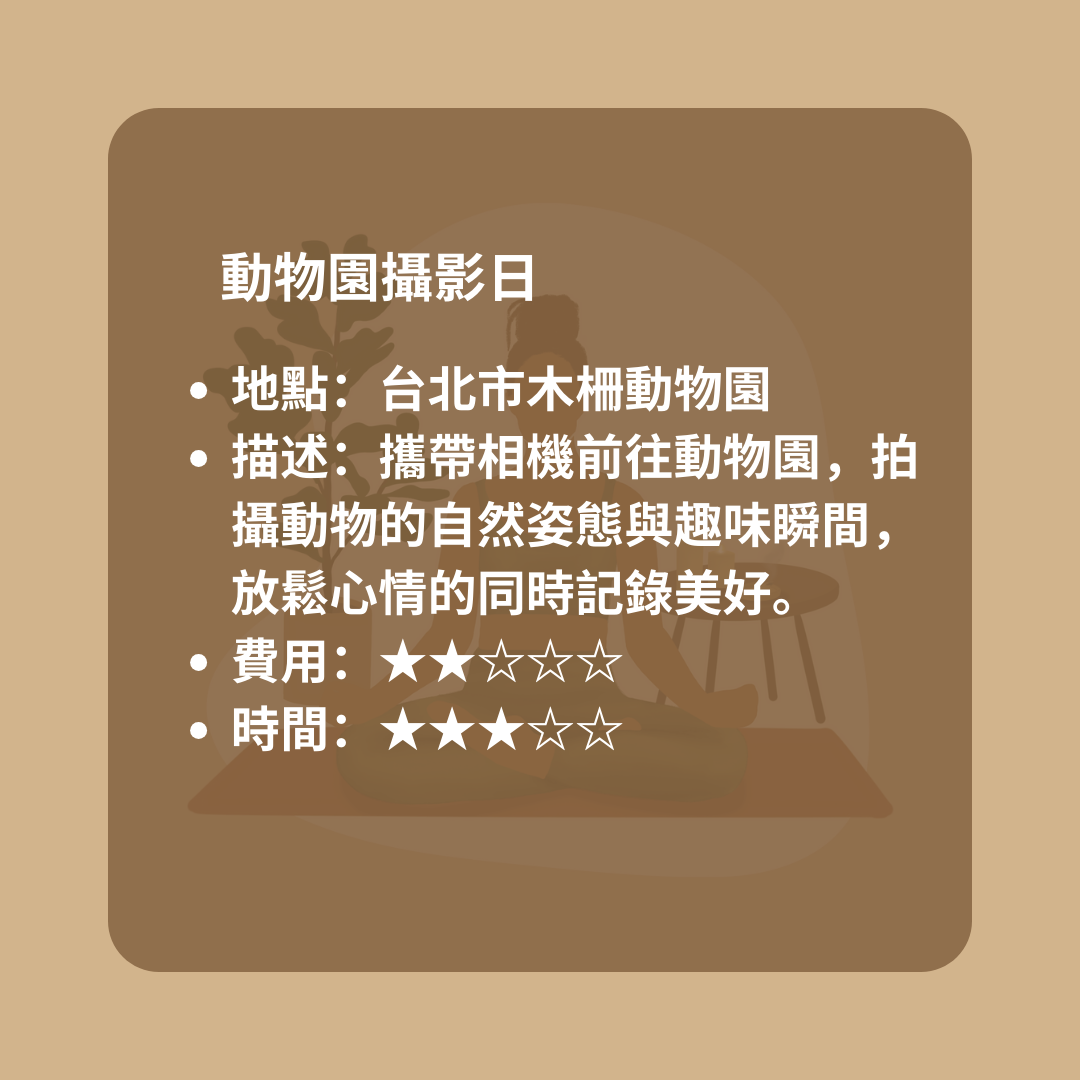 動物園攝影日
• 地點：台北市木柵動物園
• 描述：攜帶相機前往動物園，拍
攝動物的自然姿態與趣味瞬間，
放鬆心情的同時記錄美好。
• 費用：★★☆☆☆
• 時間：★★★☆☆